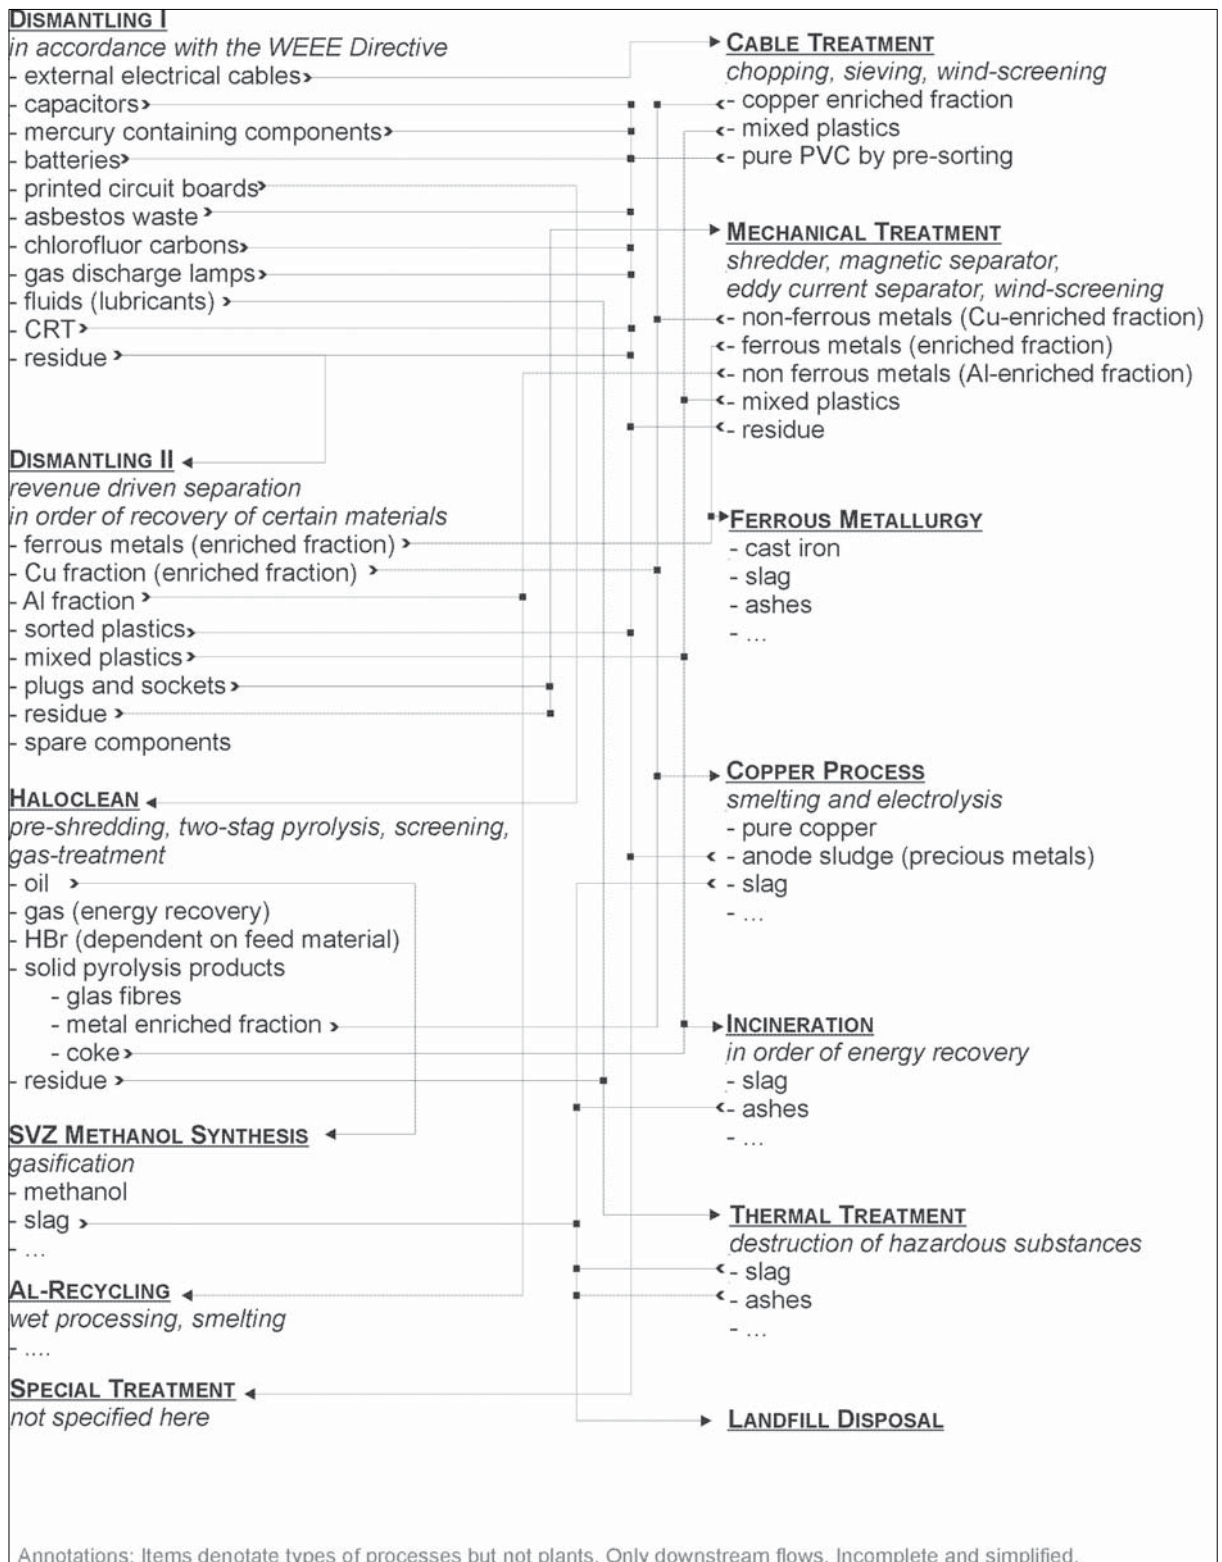 DISMANTLING I
in accordance with the WEEE Directive
- external electrical cables
- capacitors
- mercury containing components
- batteries
- printed circuit boards
- asbestos waste
- chlorofluor carbons
- gas discharge lamps
- fluids (lubricants)
- CRT
- residue
DISMANTLING II
revenue driven separation
in order of recovery of certain materials
- ferrous metals (enriched fraction)
- Cu fraction (enriched fraction)
- Al fraction
- sorted plastics
- mixed plastics
- plugs and sockets
- residue
- spare components
HALOCLEAN
pre-shredding, two-stag pyrolysis, screening,
gas-treatment
- oil
- gas (energy recovery)
- HBr (dependent on feed material)
- solid pyrolysis products
- glas fibres
- metal enriched fraction
- coke
- residue
SVZ METHANOL SYNTHESIS
gasification
- methanol
- slag
- ...
AL-RECYCLING
wet processing, smelting
- ....
SPECIAL TREATMENT
not specified here
CABLE TREATMENT
chopping, sieving, wind-screening
- copper enriched fraction
- mixed plastics
- pure PVC by pre-sorting
MECHANICAL TREATMENT
shredder, magnetic separator,
eddy current separator, wind-screening
- non-ferrous metals (Cu-enriched fraction)
- ferrous metals (enriched fraction)
- non ferrous metals (Al-enriched fraction)
- mixed plastics
- residue
FERROUS METALLURGY
- cast iron
- slag
- ashes
- ...
COPPER PROCESS
smelting and electrolysis
- pure copper
- anode sludge (precious metals)
- slag
- ...
INCINERATION
in order of energy recovery
- slag
- ashes
- ...
THERMAL TREATMENT
destruction of hazardous substances
- slag
- ashes
- ...
LANDFILL DISPOSAL
Annotations: Items denotate types of processes but not plants. Only downstream flows. Incomplete and simplified.